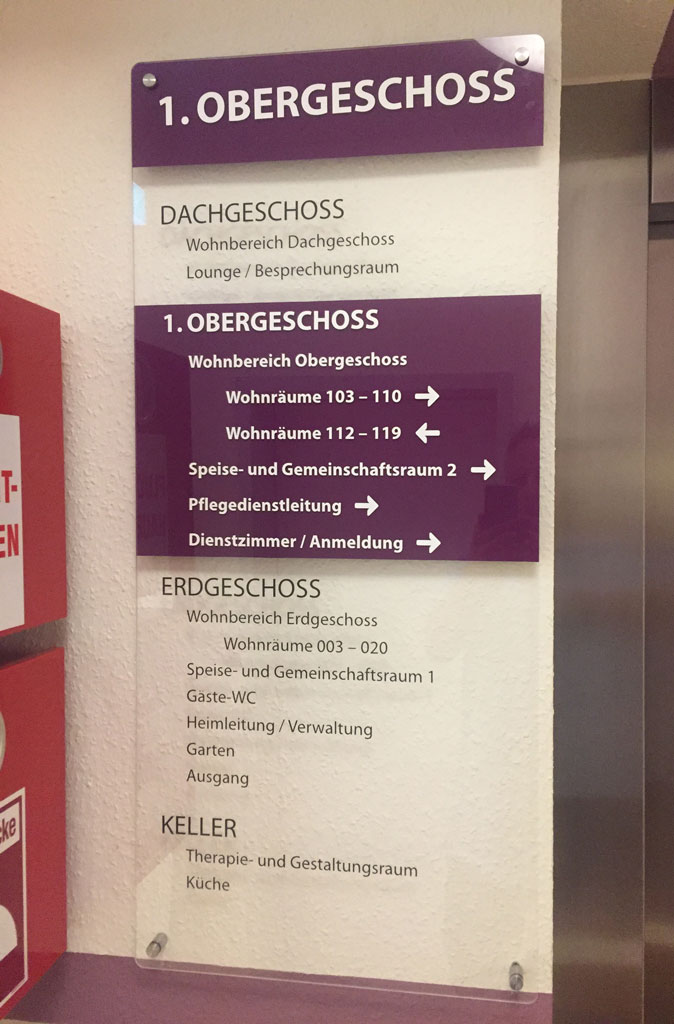 1. OBERGESCHOSS
DACHGESCHOSS
Wohnbereich Dachgeschoss
Lounge / Besprechungsraum
1. OBERGESCHOSS
Wohnbereich Obergeschoss
Wohnräume 103 – 110 →
Wohnräume 112 – 119 ←
Speise- und Gemeinschaftsraum 2 →
Pflegedienstleitung →
Dienstzimmer / Anmeldung →
ERDGESCHOSS
Wohnbereich Erdgeschoss
Wohnräume 003 – 020
Speise- und Gemeinschaftsraum 1
Gäste-WC
Heimleitung / Verwaltung
Garten
Ausgang
KELLER
Therapie- und Gestaltungsraum
Küche